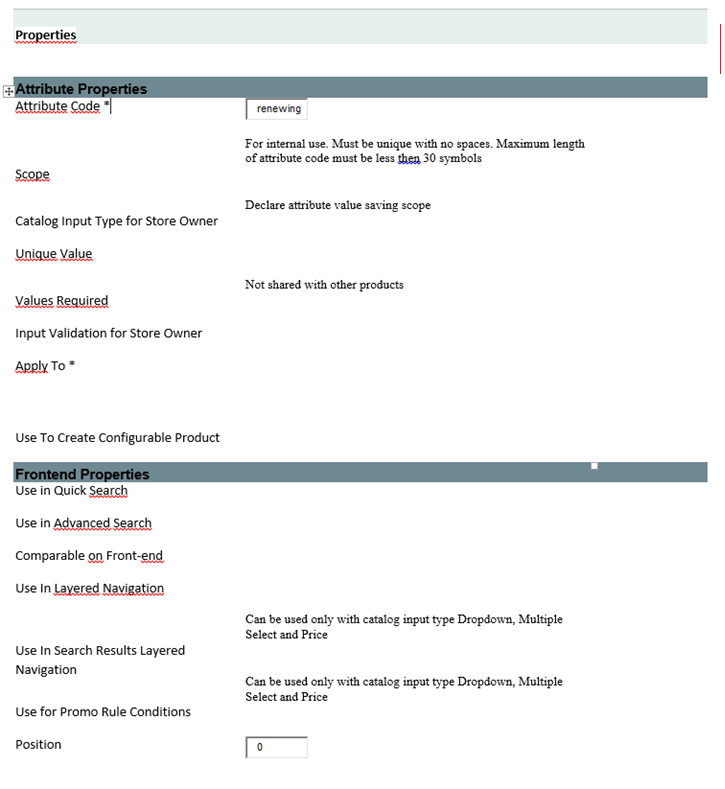 Properties
Attribute Properties
Attribute Code *
renewing
For internal use. Must be unique with no spaces. Maximum length
of attribute code must be less then 30 symbols
Scope
Declare attribute value saving scope
Catalog Input Type for Store Owner
Unique Value
Not shared with other products
Values Required
Input Validation for Store Owner
Apply To *
Use To Create Configurable Product
Frontend Properties
Use in Quick Search
Use in Advanced Search
Comparable on Front-end
Use In Layered Navigation
Can be used only with catalog input type Dropdown, Multiple
Select and Price
Use In Search Results Layered
Navigation
Can be used only with catalog input type Dropdown, Multiple
Select and Price
Use for Promo Rule Conditions
Position
0